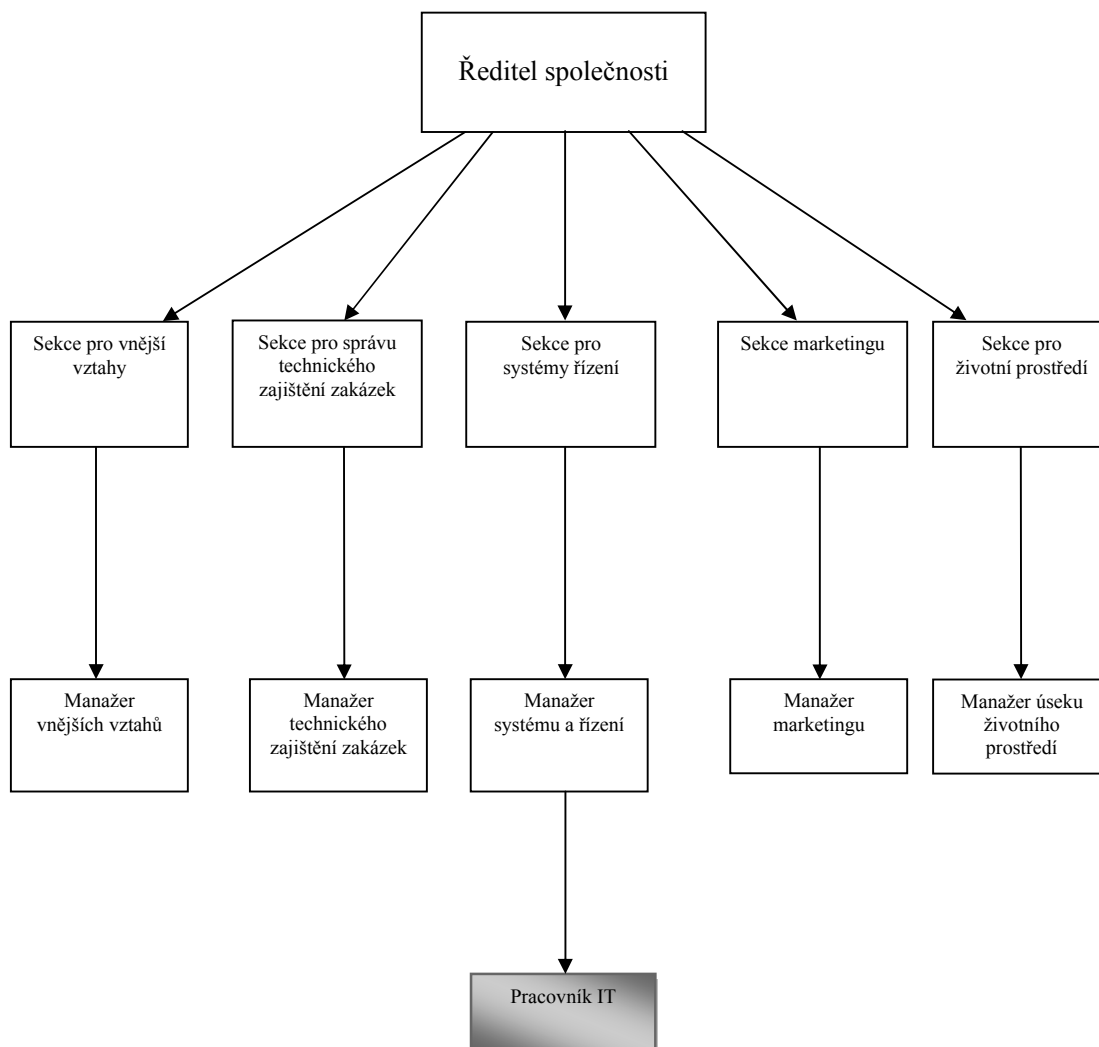 Ředitel společnosti
Sekce pro vnější
vztahy
Sekce pro správu
technického
zajištění zakázek
Sekce pro
systémy řízení
Sekce marketingu
Sekce pro
životní prostředí
Manažer
vnějších vztahů
Manažer
technického
zajištění zakázek
Manažer
systému a řízení
Manažer
marketingu
Manažer úseku
životního
prostředí
Pracovník IT